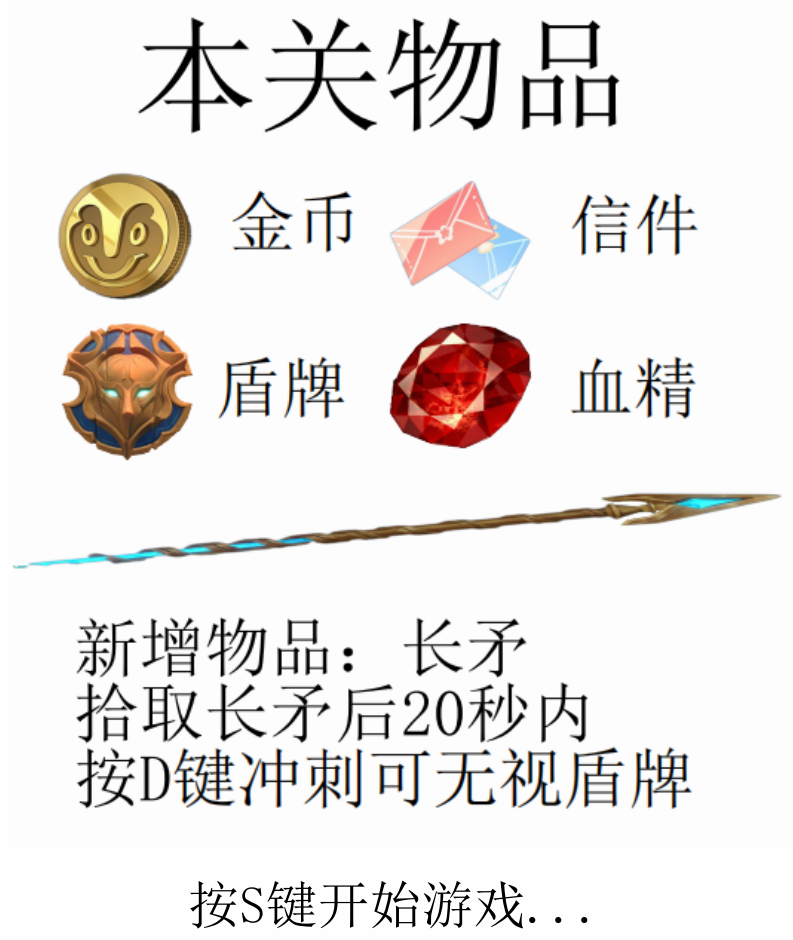 本关物品
金币
信件
盾牌
血精
新增物品：长矛
拾取长矛后20秒内
按D键冲刺可无视盾牌
按S键开始游戏...